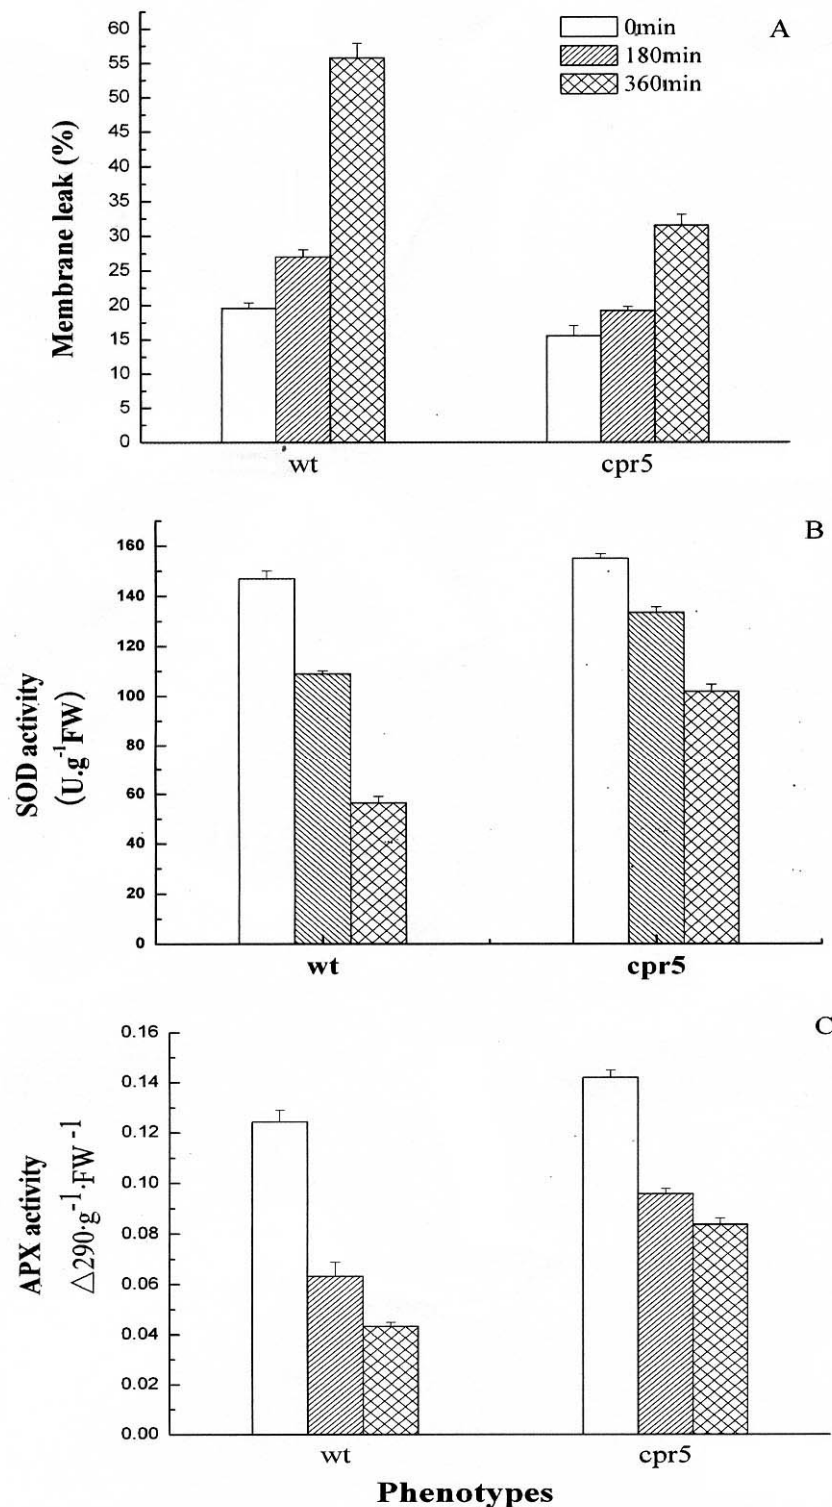 A
0min
180min
360min
60
55
50
45
40
35
30
25
20
15
10
5
0
Membrane leak (%)
wt
cpr5
B
160
140
120
100
80
60
40
20
0
SOD activity
(U.g⁻¹FW)
wt
cpr5
C
0.16
0.14
0.12
0.10
0.08
0.06
0.04
0.02
0.00
APX activity
△290·g⁻¹·FW⁻¹
wt
cpr5
Phenotypes